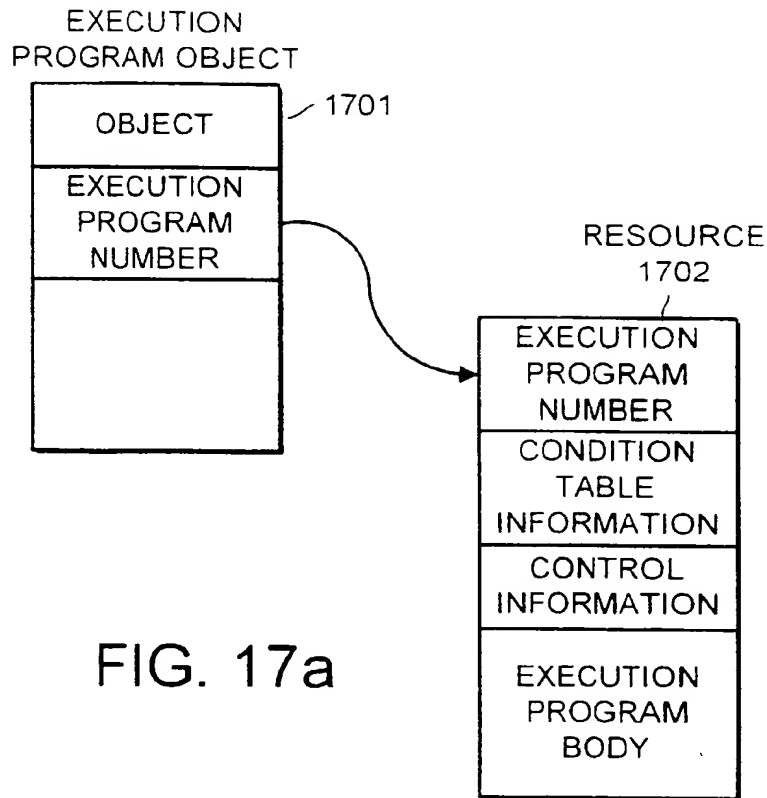 EXECUTION
PROGRAM OBJECT
1701
OBJECT
EXECUTION
PROGRAM
NUMBER
RESOURCE
1702
EXECUTION
PROGRAM
NUMBER
CONDITION
TABLE
INFORMATION
CONTROL
INFORMATION
EXECUTION
PROGRAM
BODY
FIG. 17a